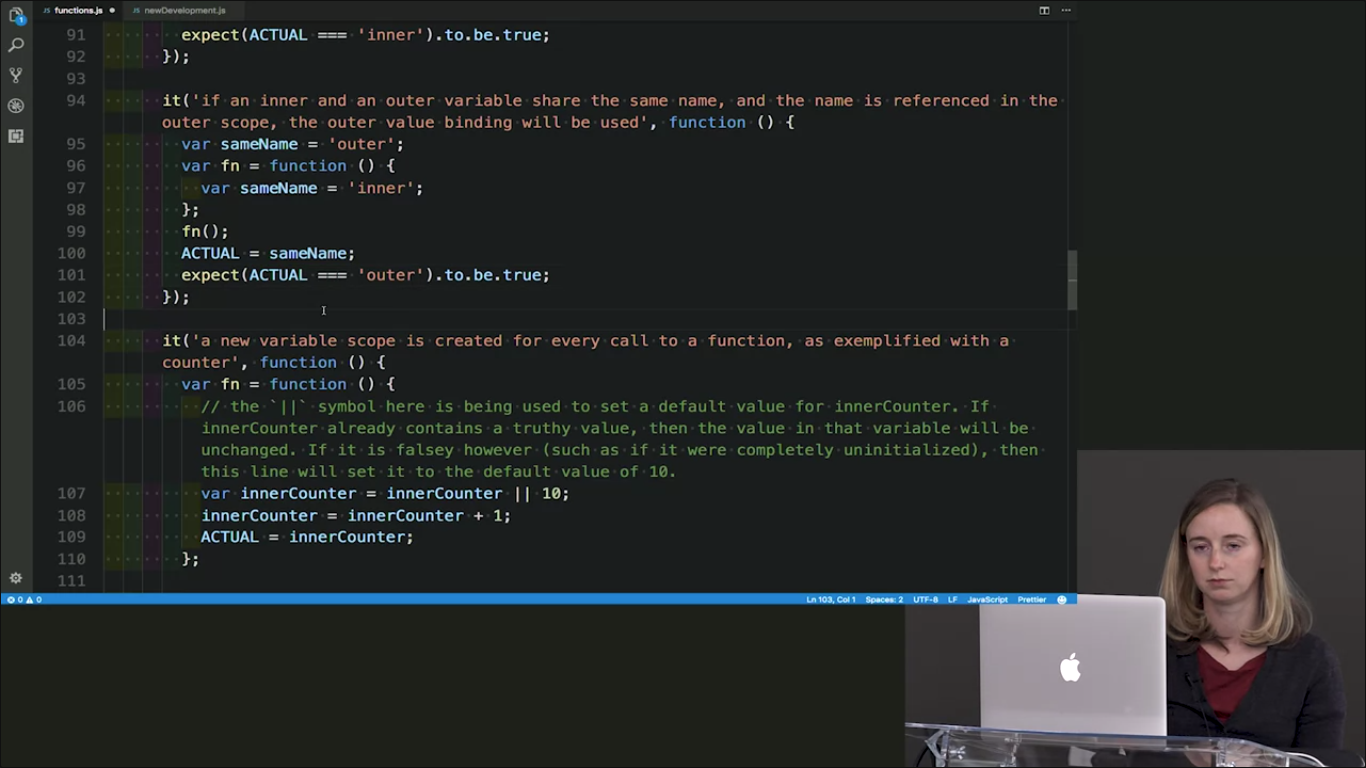 functions.js
newDevelopment.js
1
91 expect(ACTUAL === 'inner').to.be.true;
92 });
93
94 it('if an inner and an outer variable share the same name, and the name is referenced in the
outer scope, the outer value binding will be used', function () {
95 var sameName = 'outer';
96 var fn = function () {
97 var sameName = 'inner';
98 };
99 fn();
100 ACTUAL = sameName;
101 expect(ACTUAL === 'outer').to.be.true;
102 });
103
104 it('a new variable scope is created for every call to a function, as exemplified with a
counter', function () {
105 var fn = function () {
106 // the `||` symbol here is being used to set a default value for innerCounter. If
innerCounter already contains a truthy value, then the value in that variable will be
unchanged. If it is falsey however (such as if it were completely uninitialized), then
this line will set it to the default value of 10.
107 var innerCounter = innerCounter || 10;
108 innerCounter = innerCounter + 1;
109 ACTUAL = innerCounter;
110 };
111
0 0 Ln 103, Col 1 Spaces: 2 UTF-8 LF JavaScript Prettier